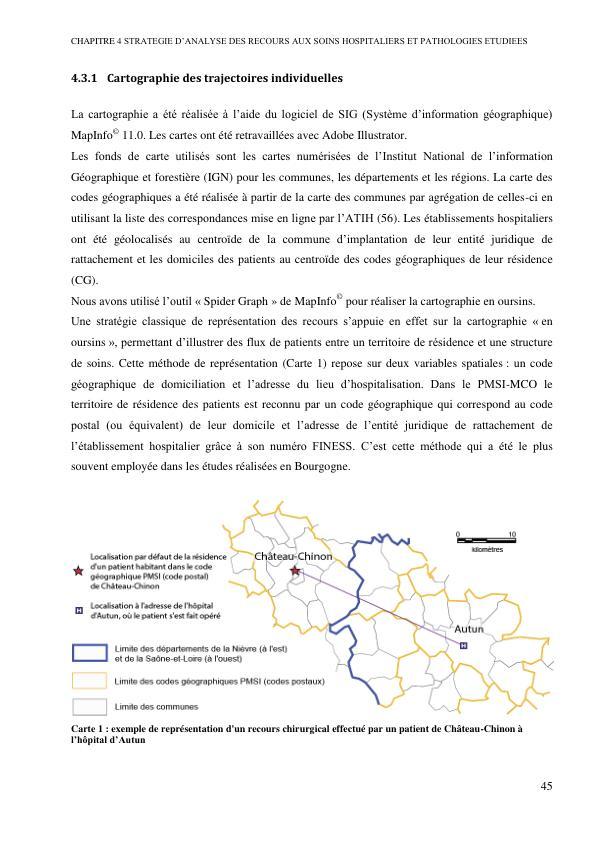 CHAPITRE 4 STRATEGIE D'ANALYSE DES RECOURS AUX SOINS HOSPITALIERS ET PATHOLOGIES ETUDIEES
4.3.1 Cartographie des trajectoires individuelles
La cartographie a été réalisée à l'aide du logiciel de SIG (Système d'information géographique)
MapInfo© 11.0. Les cartes ont été retravaillées avec Adobe Illustrator.
Les fonds de carte utilisés sont les cartes numérisées de l'Institut National de l'information
Géographique et forestière (IGN) pour les communes, les départements et les régions. La carte des
codes géographiques a été réalisée à partir de la carte des communes par agrégation de celles-ci en
utilisant la liste des correspondances mise en ligne par l'ATIH (56). Les établissements hospitaliers
ont été géolocalisés au centroïde de la commune d'implantation de leur entité juridique de
rattachement et les domiciles des patients au centroïde des codes géographiques de leur résidence
(CG).
Nous avons utilisé l'outil « Spider Graph » de MapInfo© pour réaliser la cartographie en oursins.
Une stratégie classique de représentation des recours s'appuie en effet sur la cartographie « en
oursins », permettant d'illustrer des flux de patients entre un territoire de résidence et une structure
de soins. Cette méthode de représentation (Carte 1) repose sur deux variables spatiales : un code
géographique de domiciliation et l'adresse du lieu d'hospitalisation. Dans le PMSI-MCO le
territoire de résidence des patients est reconnu par un code géographique qui correspond au code
postal (ou équivalent) de leur domicile et l'adresse de l'entité juridique de rattachement de
l'établissement hospitalier grâce à son numéro FINESS. C'est cette méthode qui a été le plus
souvent employée dans les études réalisées en Bourgogne.
0 10
kilomètres
Château-Chinon
Autun
H
Localisation par défaut de la résidence
d'un patient habitant dans le code
géographique PMSI (code postal)
de Château-Chinon
H
Localisation à l'adresse de l'hôpital
d'Autun, où le patient s'est fait opéré
Limite des départements de la Nièvre (à l'est)
et de la Saône-et-Loire (à l'ouest)
Limite des codes géographiques PMSI (codes postaux)
Limite des communes
Carte 1 : exemple de représentation d'un recours chirurgical effectué par un patient de Château-Chinon à
l'hôpital d'Autun
45